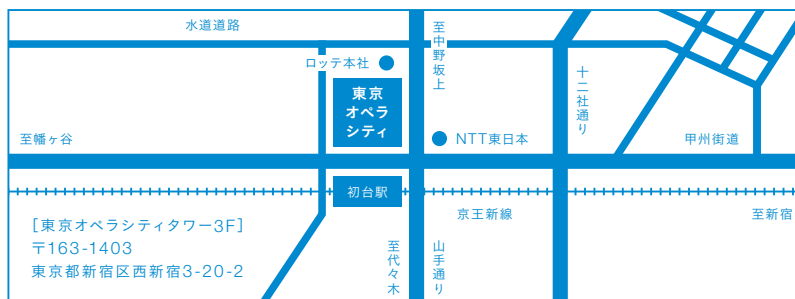 水道道路
至中野坂上
ロッテ本社
東京
オペラ
シティ
十二社通り
至幡ヶ谷
NTT東日本
甲州街道
初台駅
京王新線
至新宿
[東京オペラシティタワー3F]
〒163-1403
東京都新宿区西新宿3-20-2
至代々木
山手通り